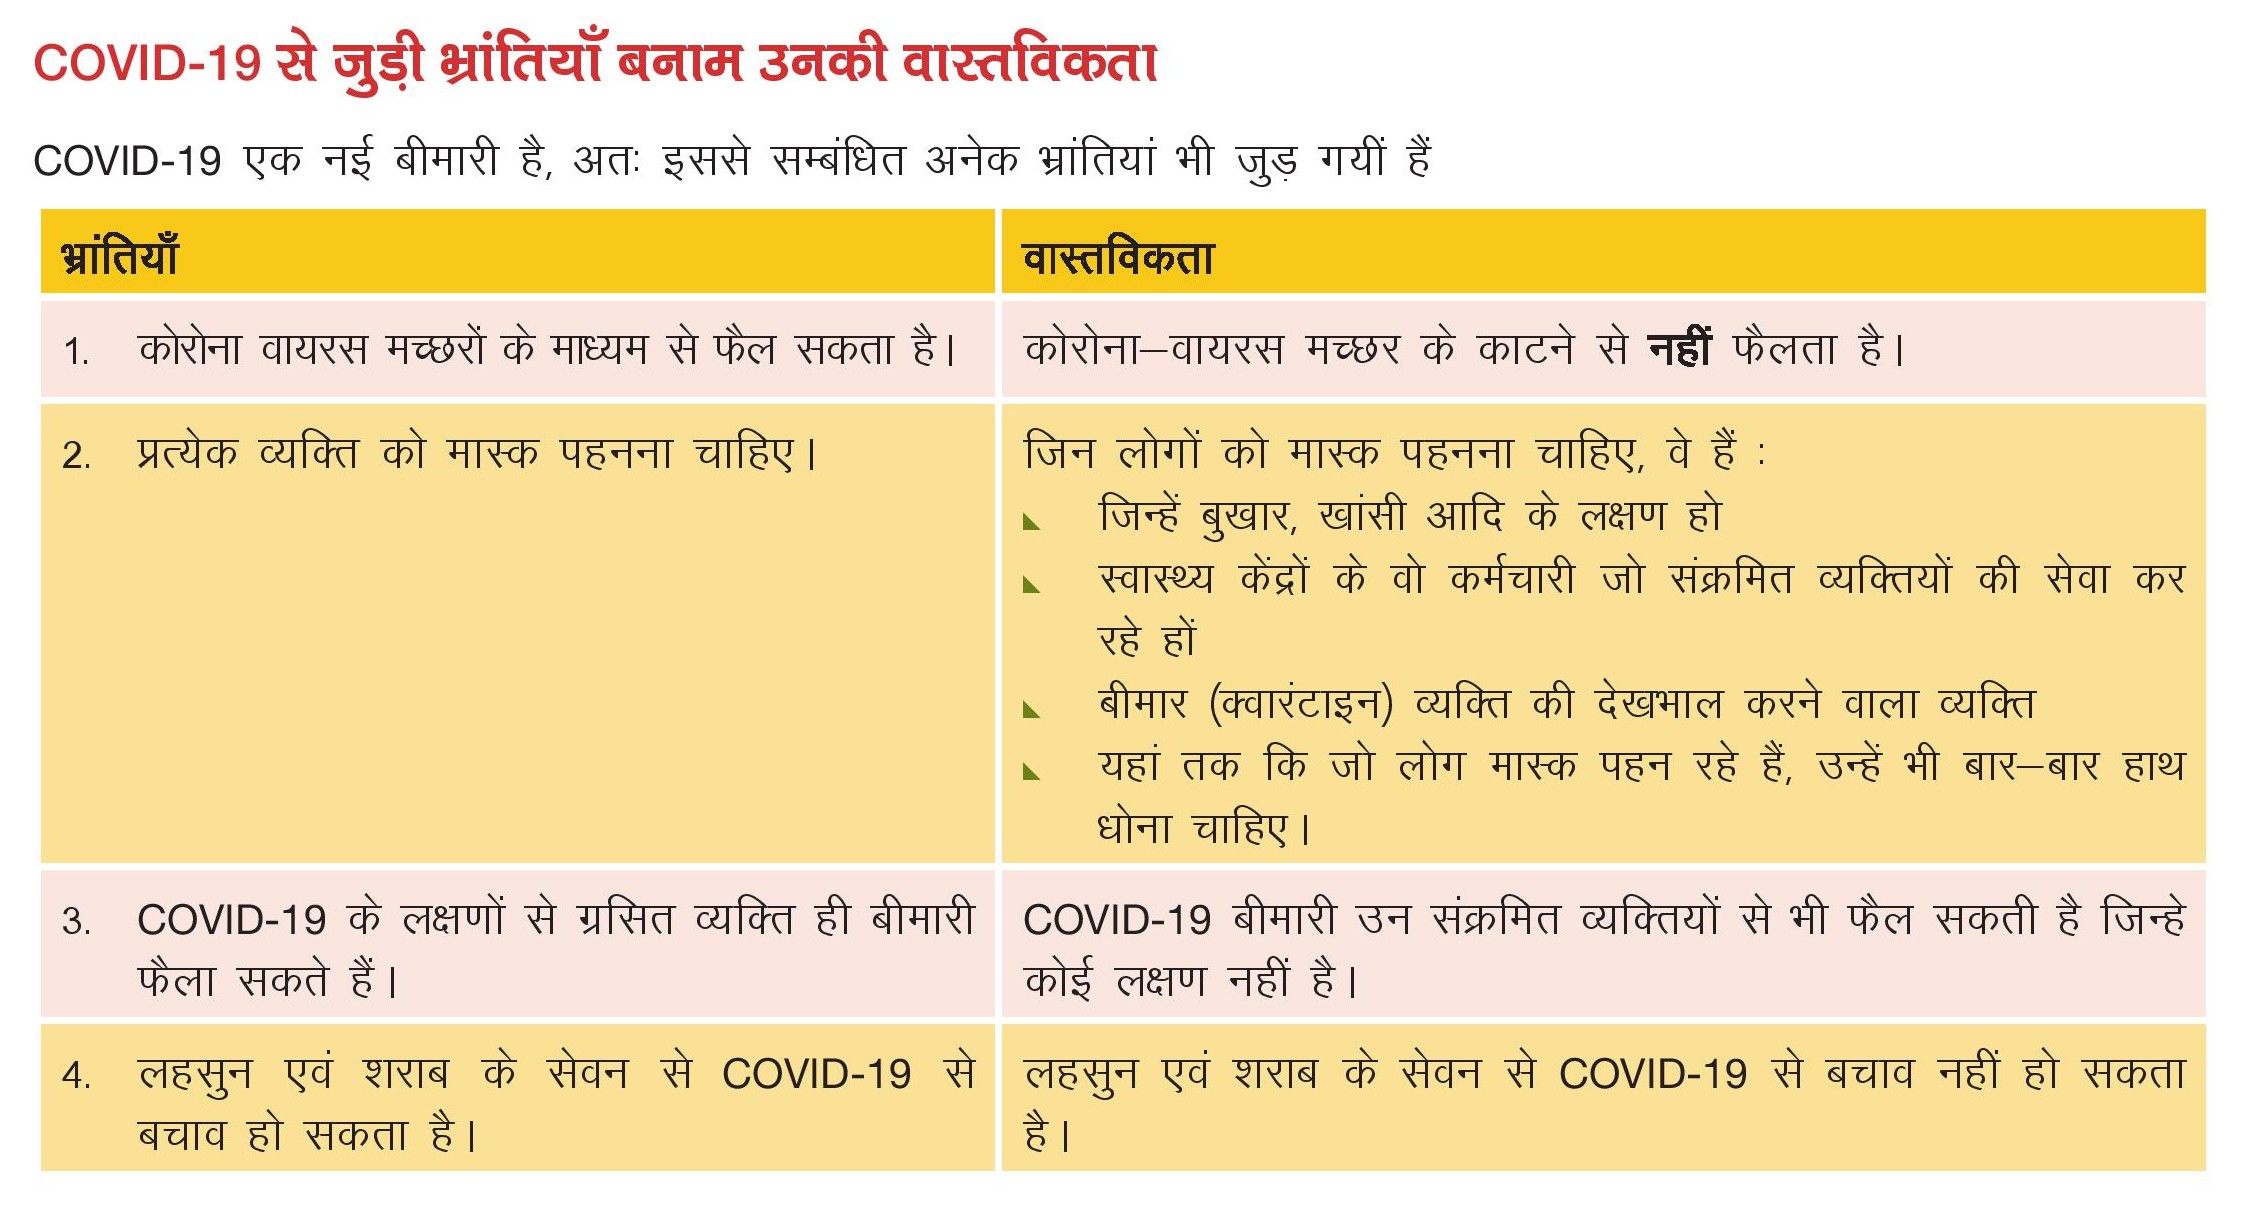 COVID-19 से जुड़ी भ्रांतियाँ बनाम उनकी वास्तविकता
COVID-19 एक नई बीमारी है, अतः इससे सम्बंधित अनेक भ्रांतियां भी जुड़ गयीं हैं
भ्रांतियाँ
वास्तविकता
1. कोरोना वायरस मच्छरों के माध्यम से फैल सकता है।
कोरोना–वायरस मच्छर के काटने से नहीं फैलता है।
2. प्रत्येक व्यक्ति को मास्क पहनना चाहिए।
जिन लोगों को मास्क पहनना चाहिए, वे हैं :
जिन्हें बुखार, खांसी आदि के लक्षण हो
स्वास्थ्य केंद्रों के वो कर्मचारी जो संक्रमित व्यक्तियों की सेवा कर
रहे हों
बीमार (क्वारंटाइन) व्यक्ति की देखभाल करने वाला व्यक्ति
यहां तक कि जो लोग मास्क पहन रहे हैं, उन्हें भी बार–बार हाथ
धोना चाहिए।
3. COVID-19 के लक्षणों से ग्रसित व्यक्ति ही बीमारी
फैला सकते हैं।
COVID-19 बीमारी उन संक्रमित व्यक्तियों से भी फैल सकती है जिन्हे
कोई लक्षण नहीं है।
4. लहसुन एवं शराब के सेवन से COVID-19 से
बचाव हो सकता है।
लहसुन एवं शराब के सेवन से COVID-19 से बचाव नहीं हो सकता
है।